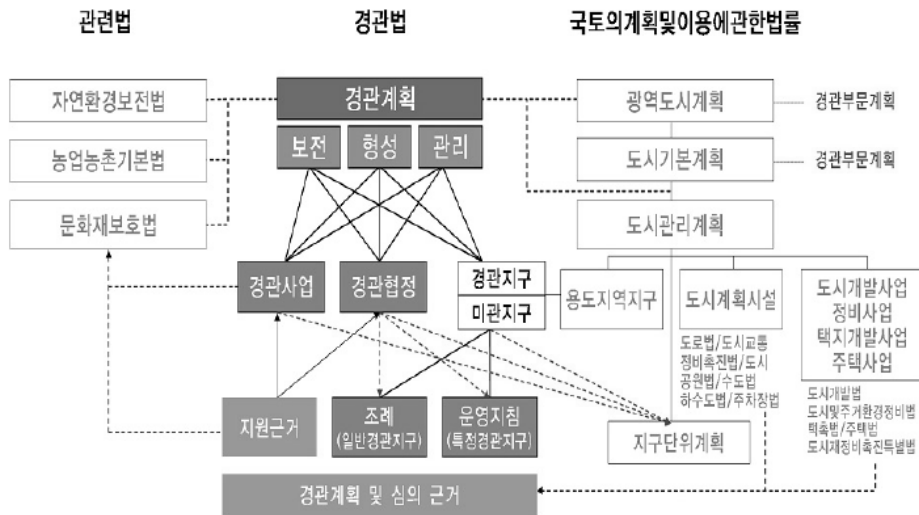 관련법
경관법
국토의계획및이용에관한법률
자연환경보전법
경관계획
광역도시계획
경관부문계획
보전
형성
관리
농업농촌기본법
도시기본계획
경관부문계획
문화재보호법
도시관리계획
경관사업
경관협정
경관지구
미관지구
용도지역지구
도시계획시설
도시개발사업
정비사업
택지개발사업
주택사업
도로법/도시교통
정비촉진법/도시
공원법/수도법
하수도법/주차장법
도시개발법
도시및주거환경정비법
택촉법/주택법
도시재정비촉진특별법
지원근거
조례
(일반경관지구)
운영지침
(특정경관지구)
지구단위계획
경관계획 및 심의 근거